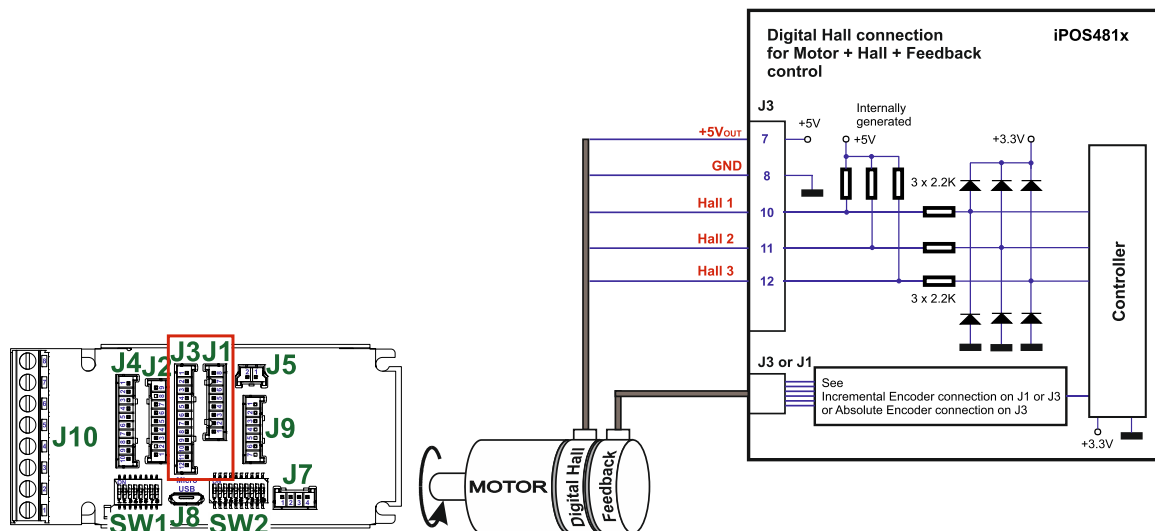 Digital Hall connection iPOS481x
for Motor + Hall + Feedback
control
J3
Internally
generated
+5VOUT 7 +5V +5V +3.3V
GND 8 3 x 2.2K
Hall 1 10
Hall 2 11
Hall 3 12
3 x 2.2K
Controller
J3 or J1
See
Incremental Encoder connection on J1 or J3
or Absolute Encoder connection on J3
+3.3V
J4 J2 J3 J1 J5
J10 J9
J7
USB
SW1 J8 SW2
MOTOR
Digital Hall
Feedback